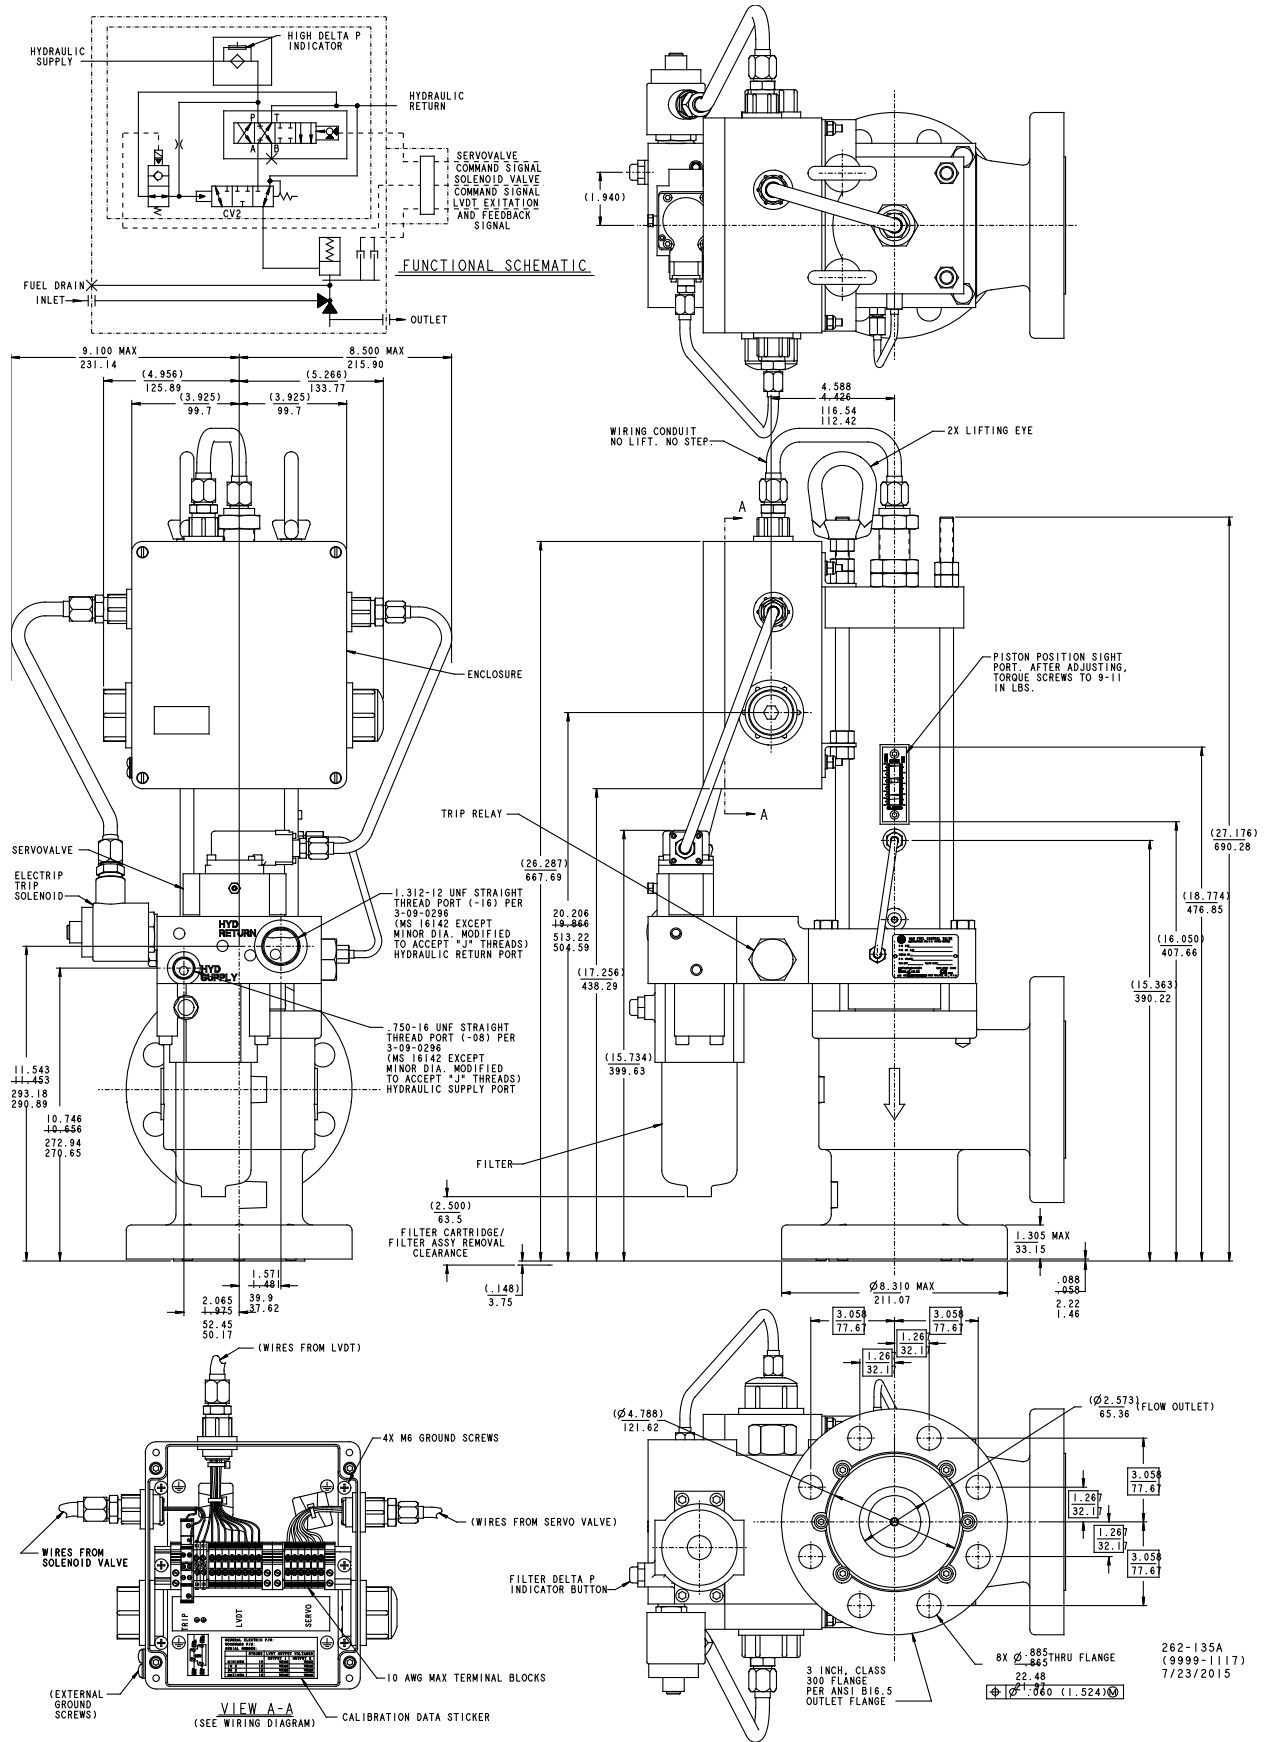 HIGH DELTA P
INDICATOR
HYDRAULIC
SUPPLY
HYDRAULIC
RETURN
P T
A B
CV2
SERVOVALVE
COMMAND SIGNAL
SOLENOID VALVE
COMMAND SIGNAL
LVDT EXITATION
AND FEEDBACK
SIGNAL
FUNCTIONAL SCHEMATIC
FUEL DRAIN
INLET
OUTLET
(1.940)
9.100 MAX
231.14
8.500 MAX
215.90
(4.956)
125.89
(5.266)
133.77
(3.925)
99.7
(3.925)
99.7
4.588
4.426
116.54
112.42
WIRING CONDUIT
NO LIFT. NO STEP.
2X LIFTING EYE
A
A
ENCLOSURE
PISTON POSITION SIGHT
PORT. AFTER ADJUSTING,
TORQUE SCREWS TO 9-11
IN LBS.
TRIP RELAY
SERVOVALVE
ELECTRIP
TRIP
SOLENOID
HYD
RETURN
HYD
SUPPLY
1.312-12 UNF STRAIGHT
THREAD PORT (-16) PER
3-09-0296
(MS 16142 EXCEPT
MINOR DIA. MODIFIED
TO ACCEPT "J" THREADS)
HYDRAULIC RETURN PORT
.750-16 UNF STRAIGHT
THREAD PORT (-08) PER
3-09-0296
(MS 16142 EXCEPT
MINOR DIA. MODIFIED
TO ACCEPT "J" THREADS)
HYDRAULIC SUPPLY PORT
(26.287)
667.69
20.206
19.866
513.22
504.59
(17.256)
438.29
(15.734)
399.63
(27.176)
690.28
(18.774)
476.85
(16.050)
407.66
(15.363)
390.22
11.543
11.453
293.18
290.89
10.746
10.656
272.94
270.65
FILTER
(2.500)
63.5
FILTER CARTRIDGE/
FILTER ASSY REMOVAL
CLEARANCE
(.148)
3.75
1.571
1.481
39.9
37.62
2.065
1.975
52.45
50.17
1.305 MAX
33.15
Ø8.310 MAX
211.07
.088
.058
2.22
1.46
(WIRES FROM LVDT)
4X M6 GROUND SCREWS
(WIRES FROM SERVO VALVE)
WIRES FROM
SOLENOID VALVE
TRIP
LVDT
SERVO
10 AWG MAX TERMINAL BLOCKS
(EXTERNAL
GROUND
SCREWS)
VIEW A-A
(SEE WIRING DIAGRAM)
CALIBRATION DATA STICKER
3.058
77.67
3.058
77.67
1.267
32.17
1.267
32.17
(Ø4.788)
121.62
(Ø2.573)
65.36
(FLOW OUTLET)
3.058
77.67
1.267
32.17
1.267
32.17
3.058
77.67
FILTER DELTA P
INDICATOR BUTTON
3 INCH, CLASS
300 FLANGE
PER ANSI B16.5
OUTLET FLANGE
8X Ø .885
.865
THRU FLANGE
22.48
21.97
Ø .060 (1.524) Ⓜ
262-135A
(9999-1117)
7/23/2015